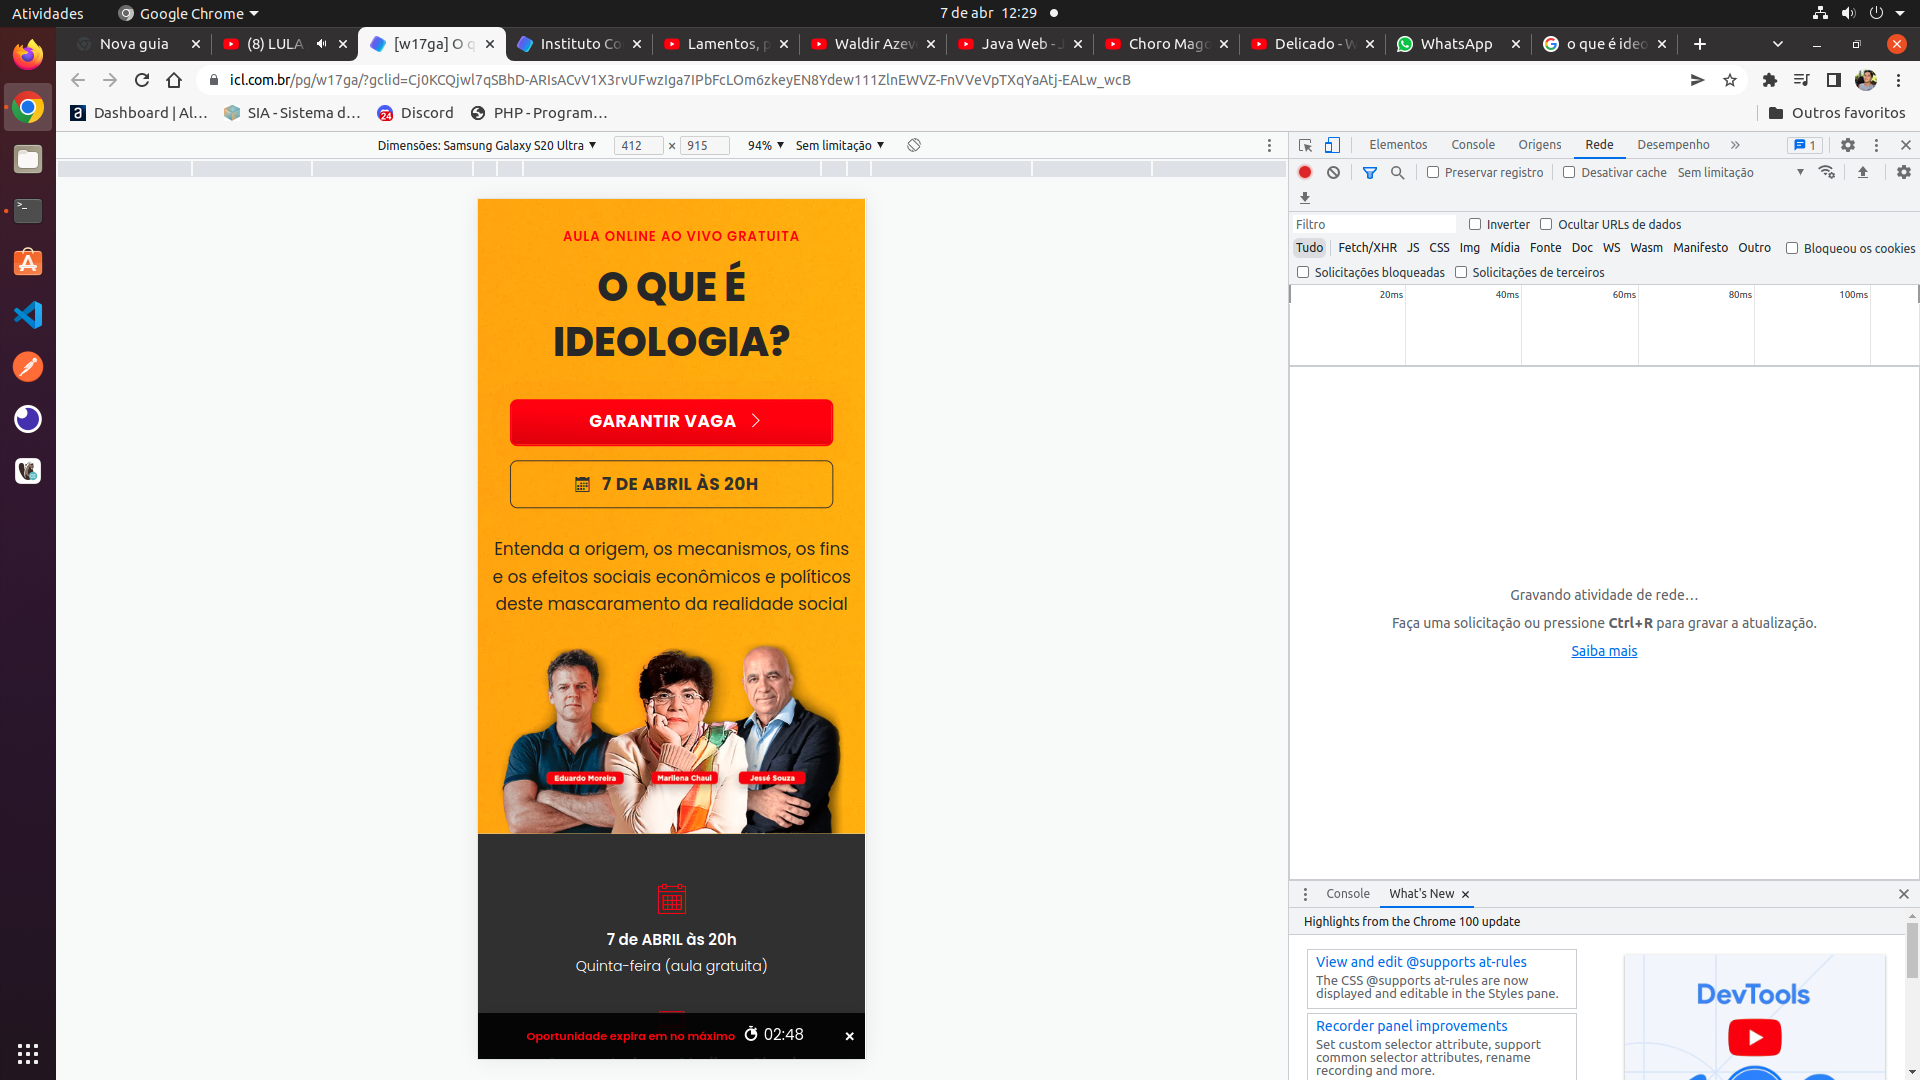 Atividades
Google Chrome
7 de abr 12:29
Nova guia
(8) LULA
[w17ga] O q
Instituto Co
Lamentos, p
Waldir Azev
Java Web - J
Choro Mago
Delicado - W
WhatsApp
o que é ideo
icl.com.br/pg/w17ga/?gclid=Cj0KCQjwl7qSBhD-ARIsACvV1X3rvUFwzIga7IPbFcLOm6zkeyEN8Ydew111ZlnEWVZ-FnVVeVpTXqYaAtj-EALw_wcB
Dashboard | Al...
SIA - Sistema d...
24
Discord
PHP - Program...
Outros favoritos
Dimensões: Samsung Galaxy S20 Ultra
412 × 915
94%
Sem limitação
AULA ONLINE AO VIVO GRATUITA
O QUE É
IDEOLOGIA?
GARANTIR VAGA
7 DE ABRIL ÀS 20H
Entenda a origem, os mecanismos, os fins
e os efeitos sociais econômicos e políticos
deste mascaramento da realidade social
Eduardo Moreira
Marilena Chaui
Jessé Souza
7 de ABRIL às 20h
Quinta-feira (aula gratuita)
Oportunidade expira em no máximo 02:48
Elementos
Console
Origens
Rede
Desempenho
1
Preservar registro
Desativar cache
Sem limitação
Filtro
Inverter
Ocultar URLs de dados
Tudo
Fetch/XHR
JS
CSS
Img
Mídia
Fonte
Doc
WS
Wasm
Manifesto
Outro
Bloqueou os cookies
Solicitações bloqueadas
Solicitações de terceiros
20ms
40ms
60ms
80ms
100ms
Gravando atividade de rede…
Faça uma solicitação ou pressione Ctrl+R para gravar a atualização.
Saiba mais
Console
What's New
Highlights from the Chrome 100 update
View and edit @supports at-rules
The CSS @supports at-rules are now
displayed and editable in the Styles pane.
Recorder panel improvements
Set custom selector attribute, support
common selector attributes, rename
recording and more.
DevTools